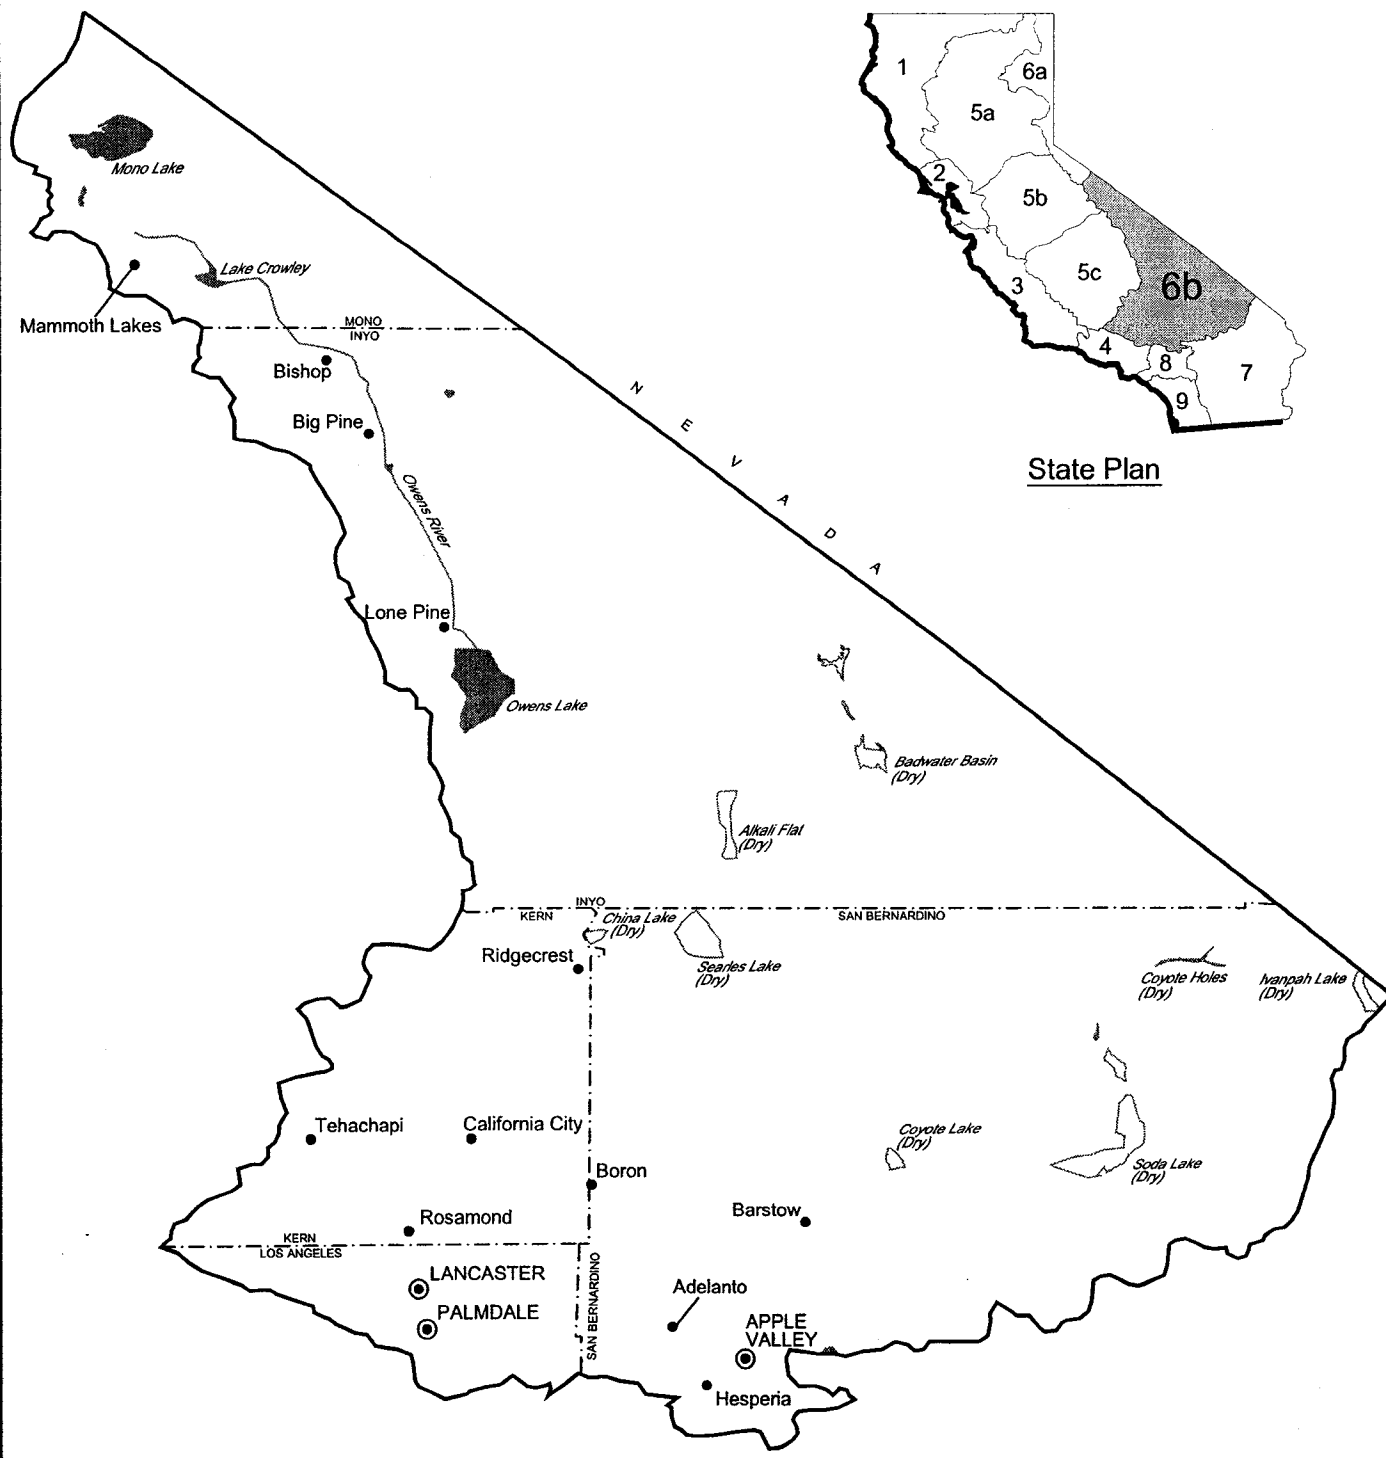 1
6a
5a
2
5b
5c
3
6b
4
8
7
9
State Plan
Mono Lake
Lake Crowley
Mammoth Lakes
MONO
INYO
Bishop
Big Pine
Owens River
NEVADA
Lone Pine
Owens Lake
Badwater Basin
(Dry)
Alkali Flat
(Dry)
INYO
KERN
SAN BERNARDINO
China Lake
(Dry)
Ridgecrest
Searles Lake
(Dry)
Coyote Holes
(Dry)
Ivanpah Lake
(Dry)
Tehachapi
California City
Coyote Lake
(Dry)
Soda Lake
(Dry)
Boron
Barstow
Rosamond
KERN
LOS ANGELES
SAN BERNARDINO
LANCASTER
PALMDALE
Adelanto
APPLE
VALLEY
Hesperia